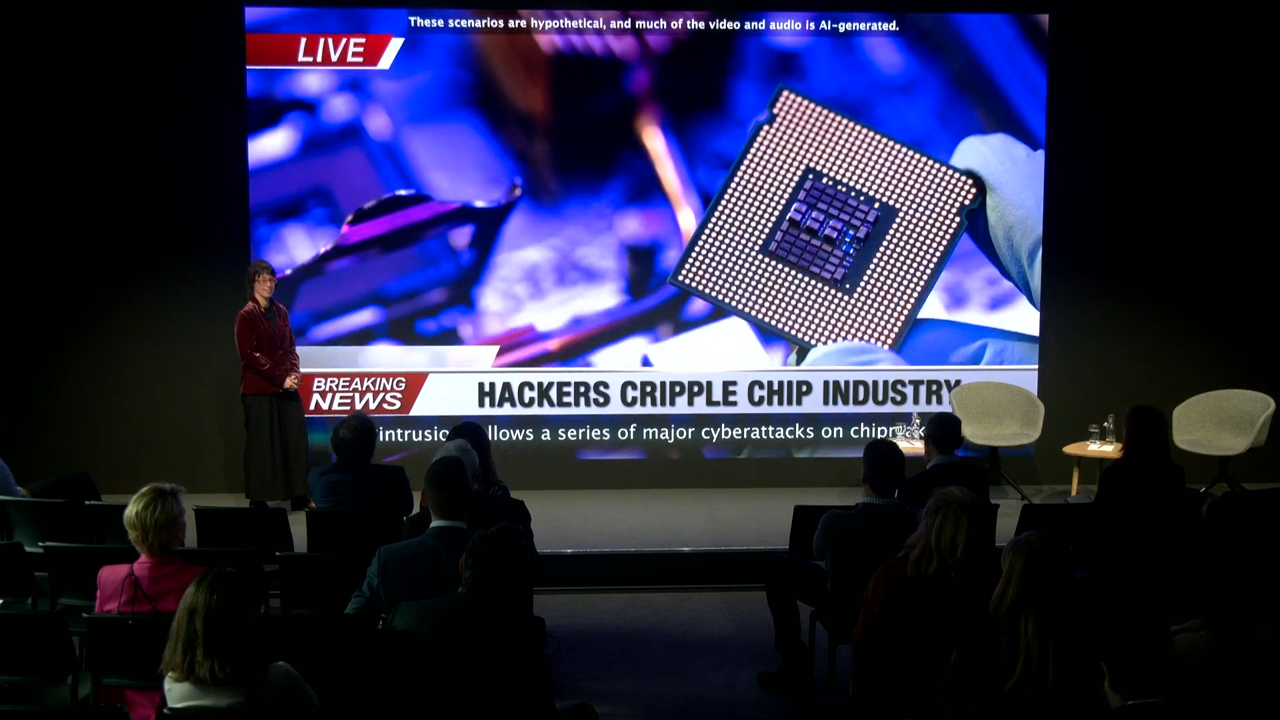 These scenarios are hypothetical, and much of the video and audio is AI-generated.
LIVE
BREAKING
NEWS
HACKERS CRIPPLE CHIP INDUSTRY
a series of major cyberattacks on